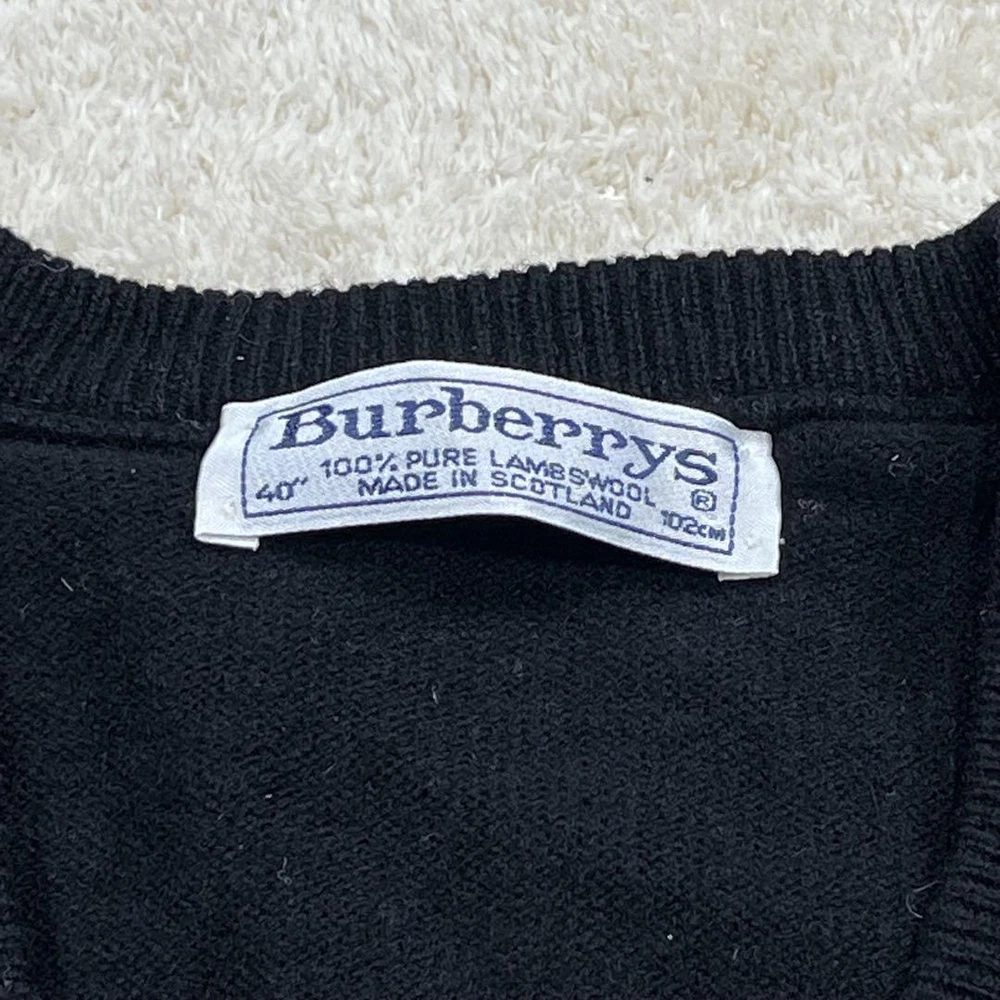 Burberrys
100% PURE LAMBSWOOL ®
40" MADE IN SCOTLAND 102CM